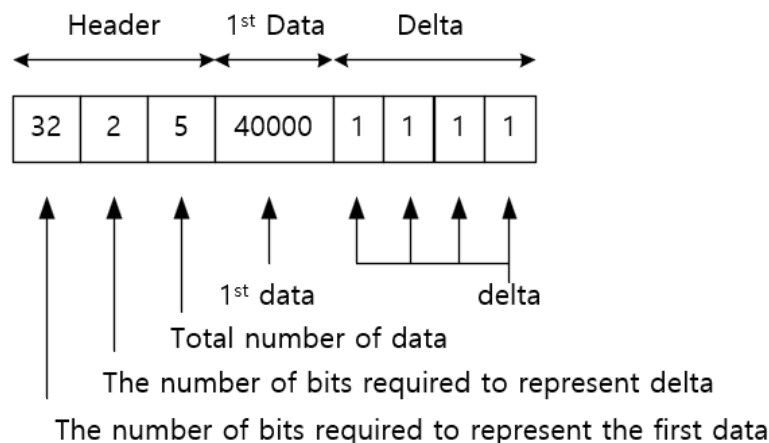 Header 1st Data Delta
32 2 5 40000 1 1 1 1
1st data delta
Total number of data
The number of bits required to represent delta
The number of bits required to represent the first data